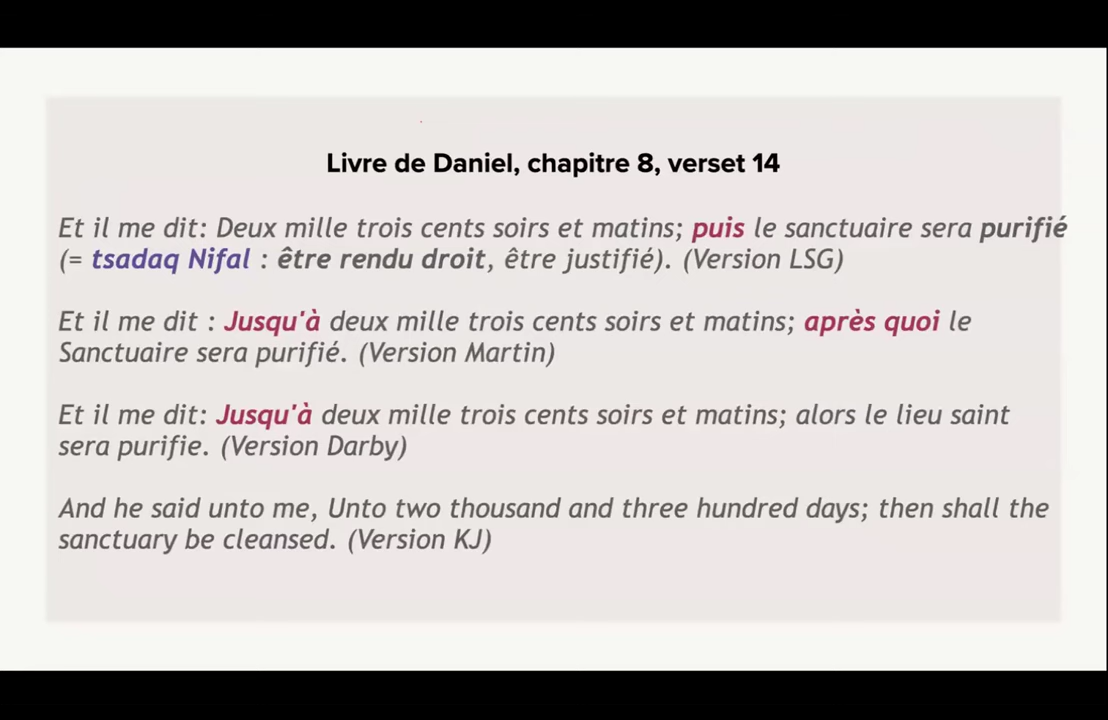 Livre de Daniel, chapitre 8, verset 14
Et il me dit: Deux mille trois cents soirs et matins; puis le sanctuaire sera purifié
(= tsadaq Nifal : être rendu droit, être justifié). (Version LSG)
Et il me dit : Jusqu'à deux mille trois cents soirs et matins; après quoi le
Sanctuaire sera purifié. (Version Martin)
Et il me dit: Jusqu'à deux mille trois cents soirs et matins; alors le lieu saint
sera purifie. (Version Darby)
And he said unto me, Unto two thousand and three hundred days; then shall the
sanctuary be cleansed. (Version KJ)